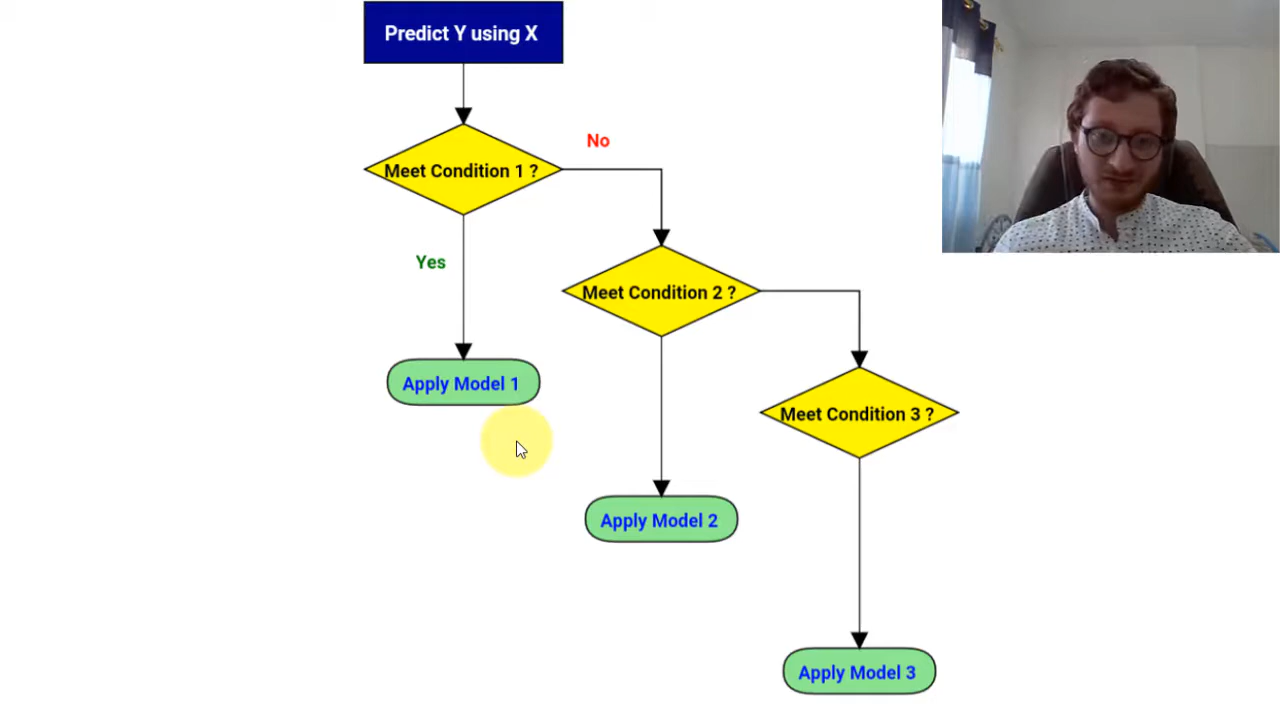 Predict Y using X
No
Meet Condition 1 ?
Yes
Meet Condition 2 ?
Apply Model 1
Meet Condition 3 ?
Apply Model 2
Apply Model 3